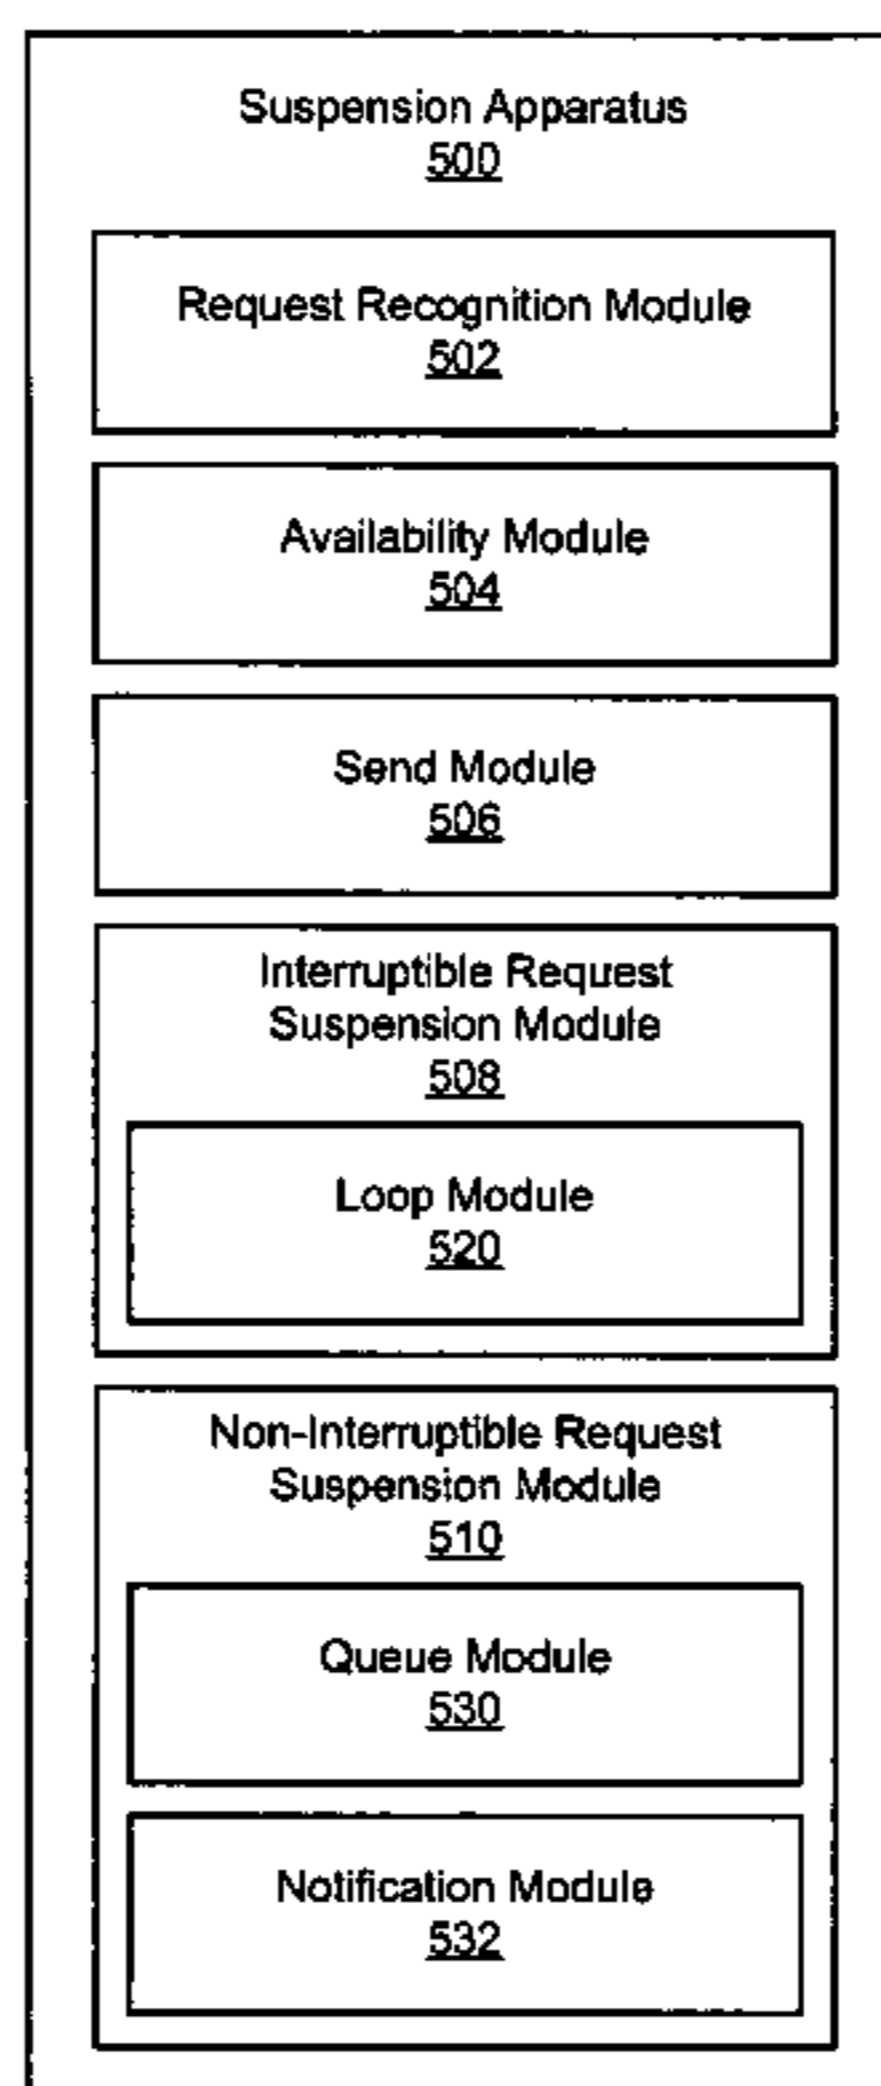 Suspension Apparatus
500
Request Recognition Module
502
Availability Module
504
Send Module
506
Interruptible Request
Suspension Module
508
Loop Module
520
Non-Interruptible Request
Suspension Module
510
Queue Module
530
Notification Module
532